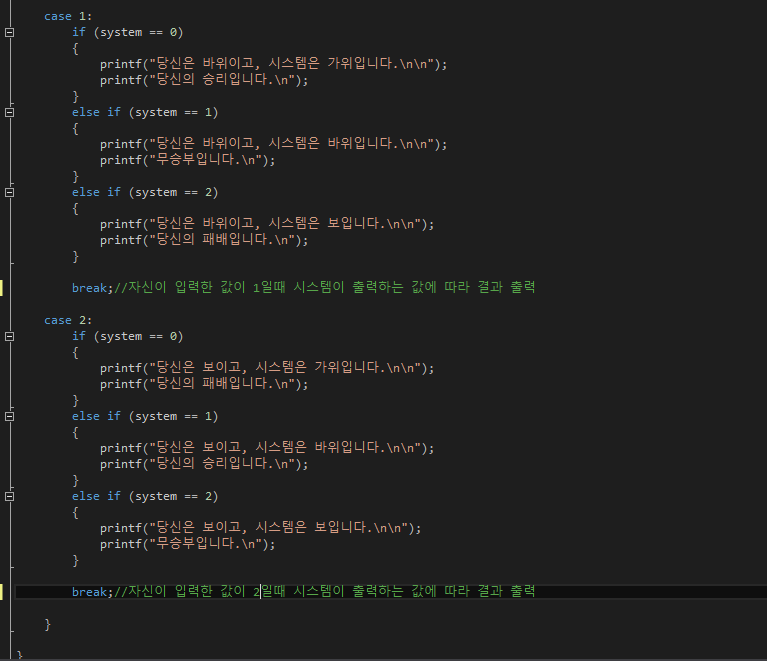 case 1:
if (system == 0)
{
printf("당신은 바위이고, 시스템은 가위입니다.\n\n");
printf("당신의 승리입니다.\n");
}
else if (system == 1)
{
printf("당신은 바위이고, 시스템은 바위입니다.\n\n");
printf("무승부입니다.\n");
}
else if (system == 2)
{
printf("당신은 바위이고, 시스템은 보입니다.\n\n");
printf("당신의 패배입니다.\n");
}
break;//자신이 입력한 값이 1일때 시스템이 출력하는 값에 따라 결과 출력
case 2:
if (system == 0)
{
printf("당신은 보이고, 시스템은 가위입니다.\n\n");
printf("당신의 패배입니다.\n");
}
else if (system == 1)
{
printf("당신은 보이고, 시스템은 바위입니다.\n\n");
printf("당신의 승리입니다.\n");
}
else if (system == 2)
{
printf("당신은 보이고, 시스템은 보입니다.\n\n");
printf("무승부입니다.\n");
}
break;//자신이 입력한 값이 2일때 시스템이 출력하는 값에 따라 결과 출력
}
}